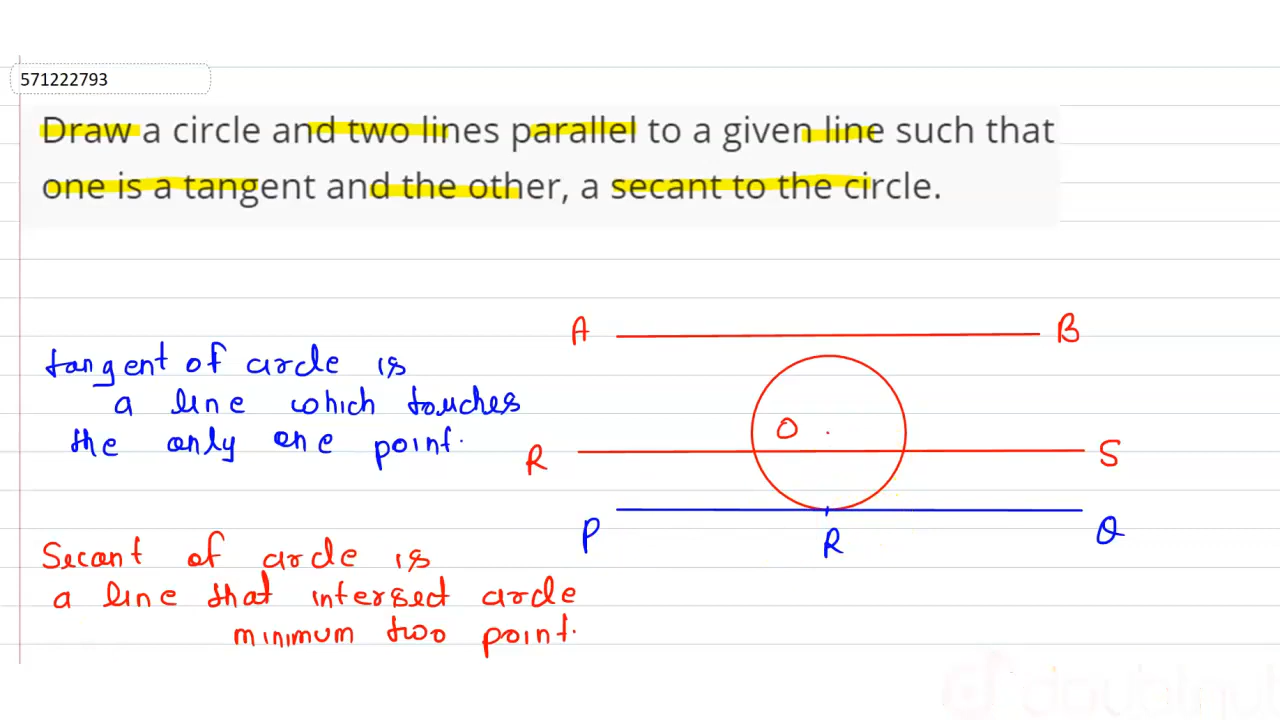 571222793
Draw a circle and two lines parallel to a given line such that
one is a tangent and the other, a secant to the circle.
A B
tangent of circle is
a line which touches
the only one point.
O
R S
P Q
R
Secant of circle is
a line that intersect circle
minimum two point.
doubtnut